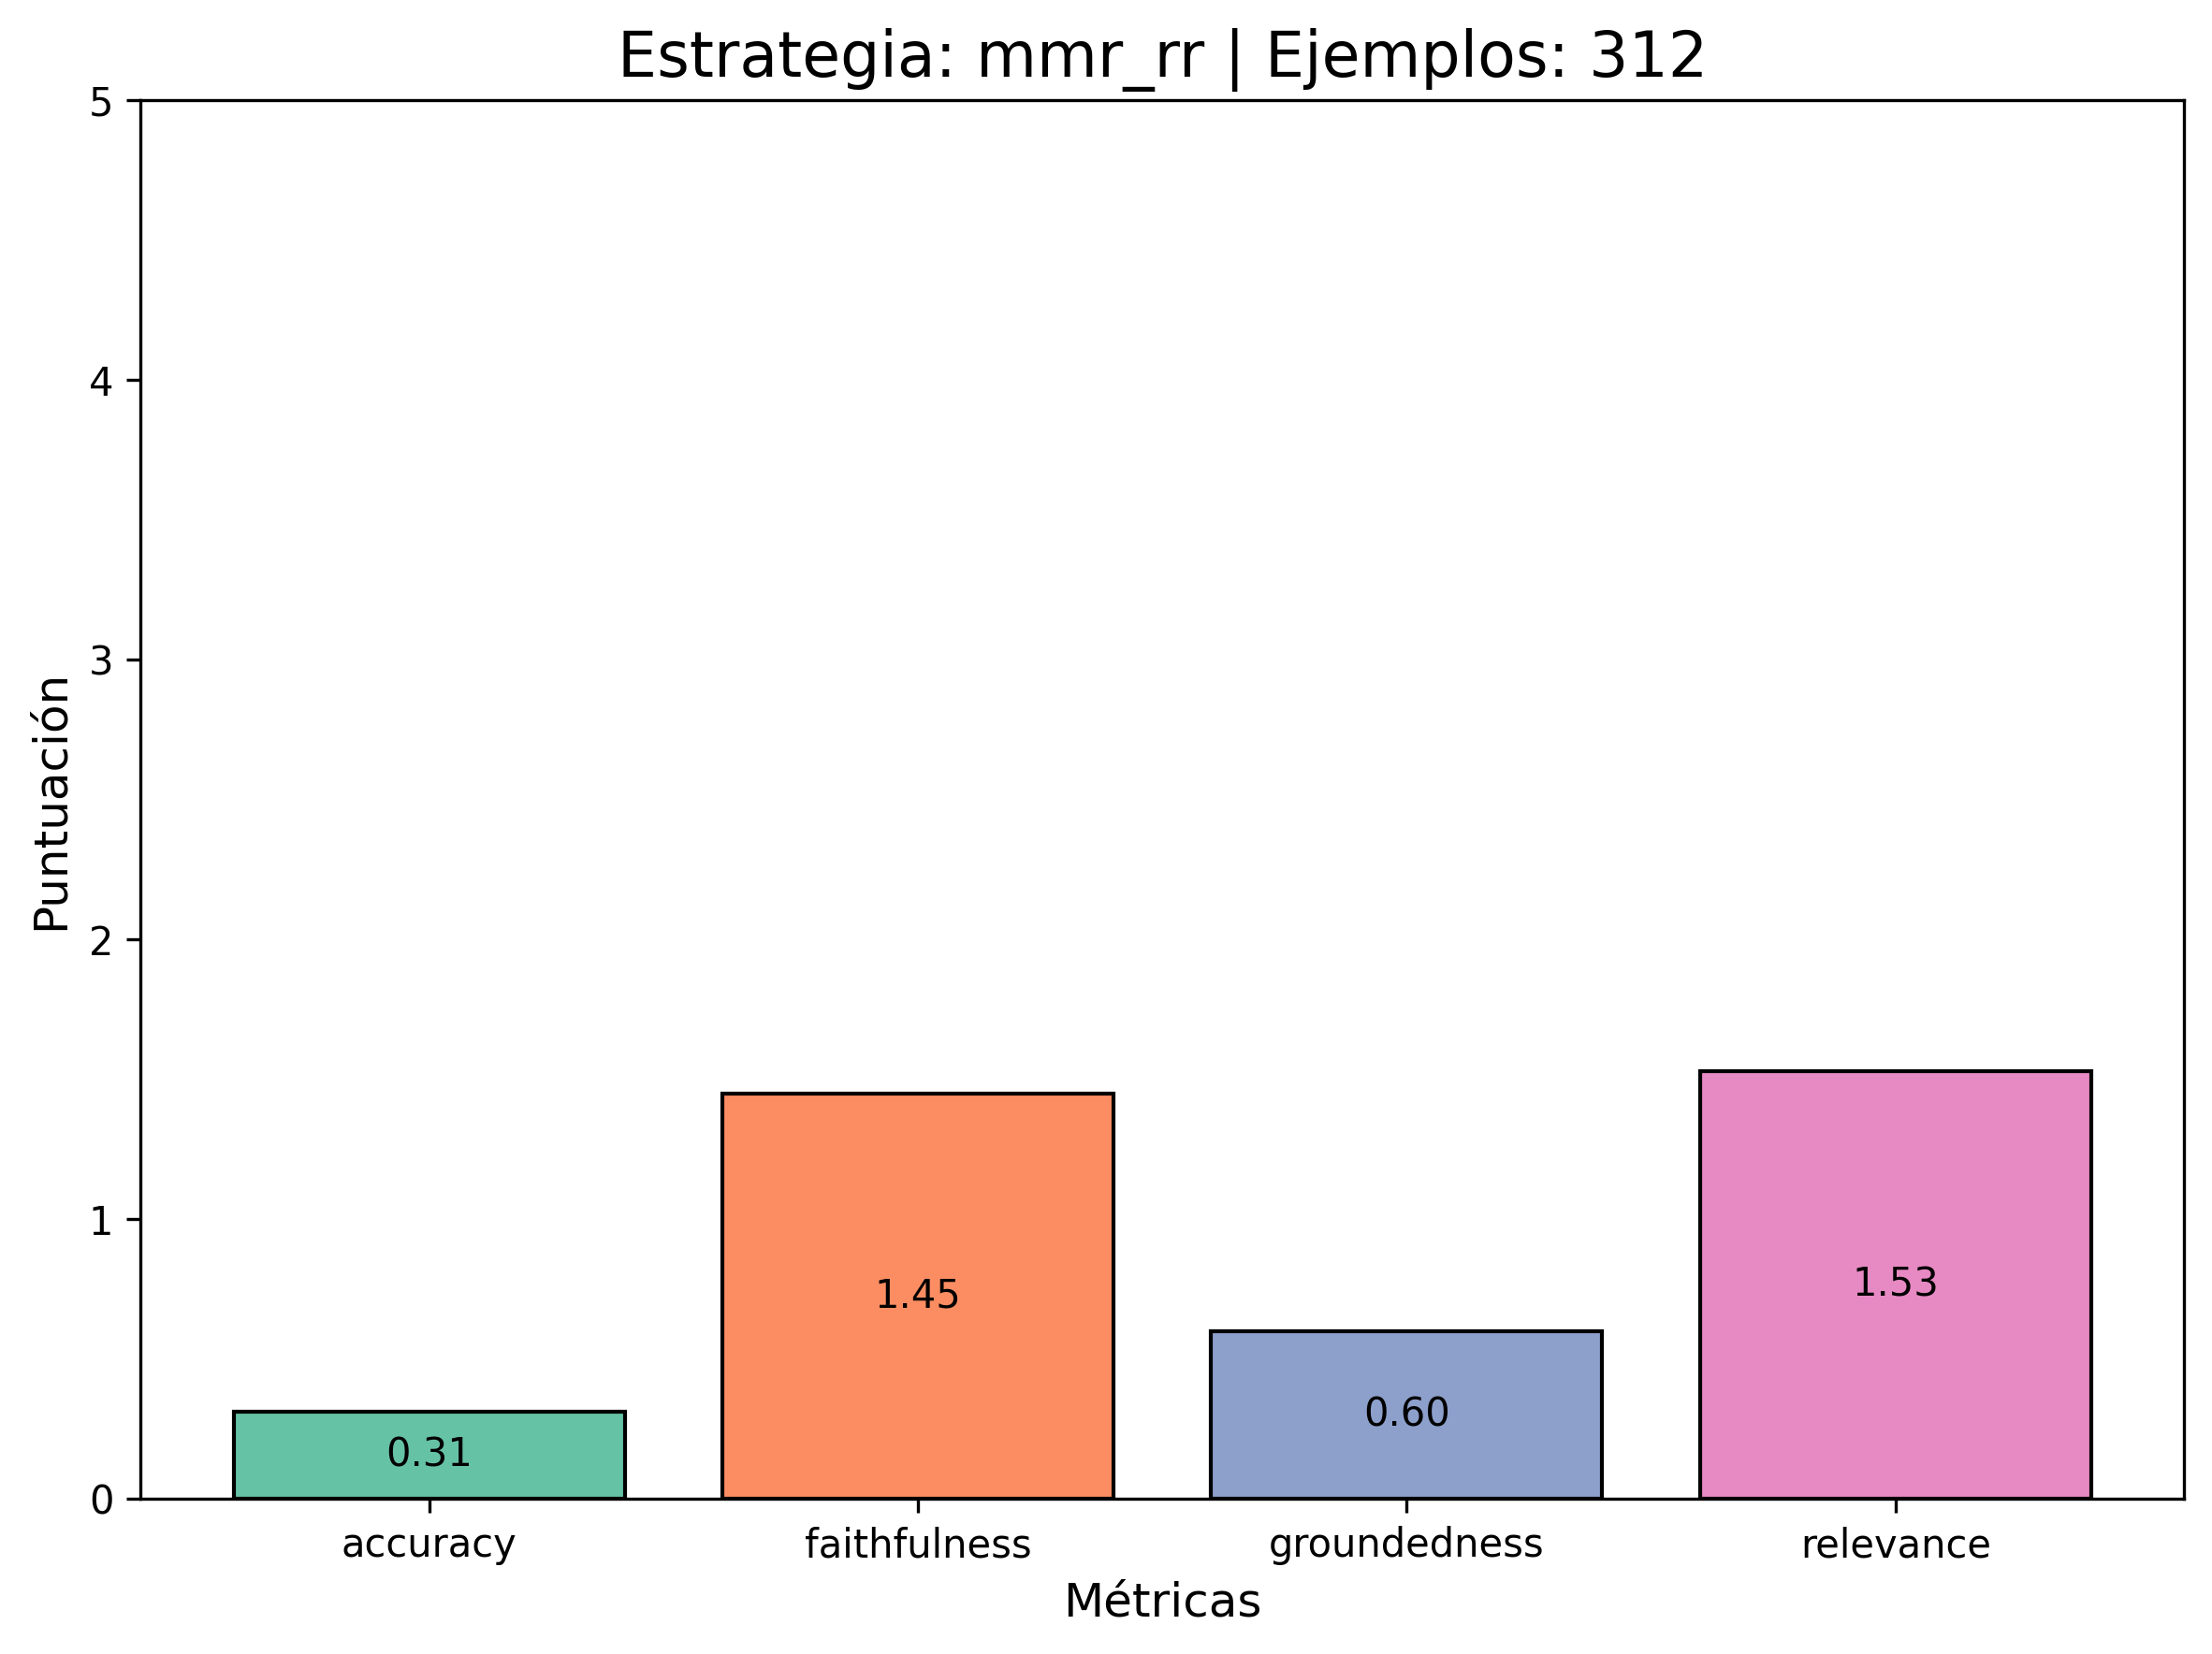 Estrategia: mmr_rr | Ejemplos: 312
5
4
3
2
1
0
Puntuación
0.31
1.45
0.60
1.53
accuracy
faithfulness
groundedness
relevance
Métricas